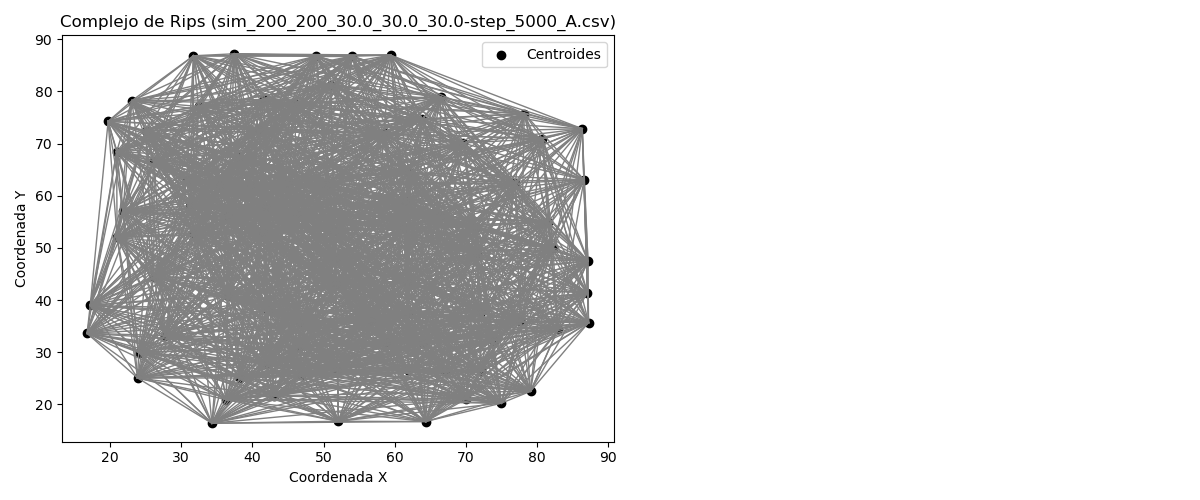 Complejo de Rips (sim_200_200_30.0_30.0_30.0-step_5000_A.csv)
Centroides
90
80
70
60
50
40
30
20
Coordenada Y
20 30 40 50 60 70 80 90
Coordenada X